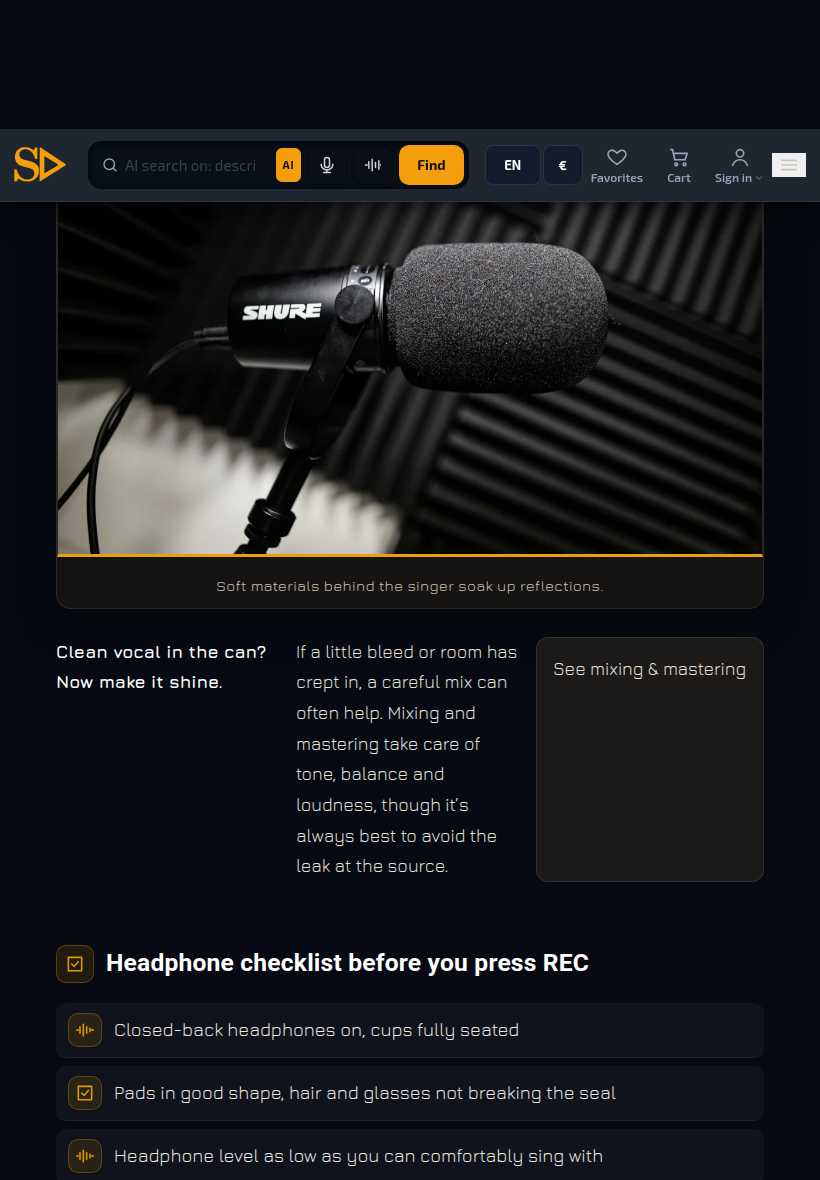 SD
AI search on: descri
AI
Find
EN
€
Favorites
Cart
Sign in
SHURE
Soft materials behind the singer soak up reflections.
Clean vocal in the can?
Now make it shine.
If a little bleed or room has
crept in, a careful mix can
often help. Mixing and
mastering take care of
tone, balance and
loudness, though it's
always best to avoid the
leak at the source.
See mixing & mastering
Headphone checklist before you press REC
Closed-back headphones on, cups fully seated
Pads in good shape, hair and glasses not breaking the seal
Headphone level as low as you can comfortably sing with